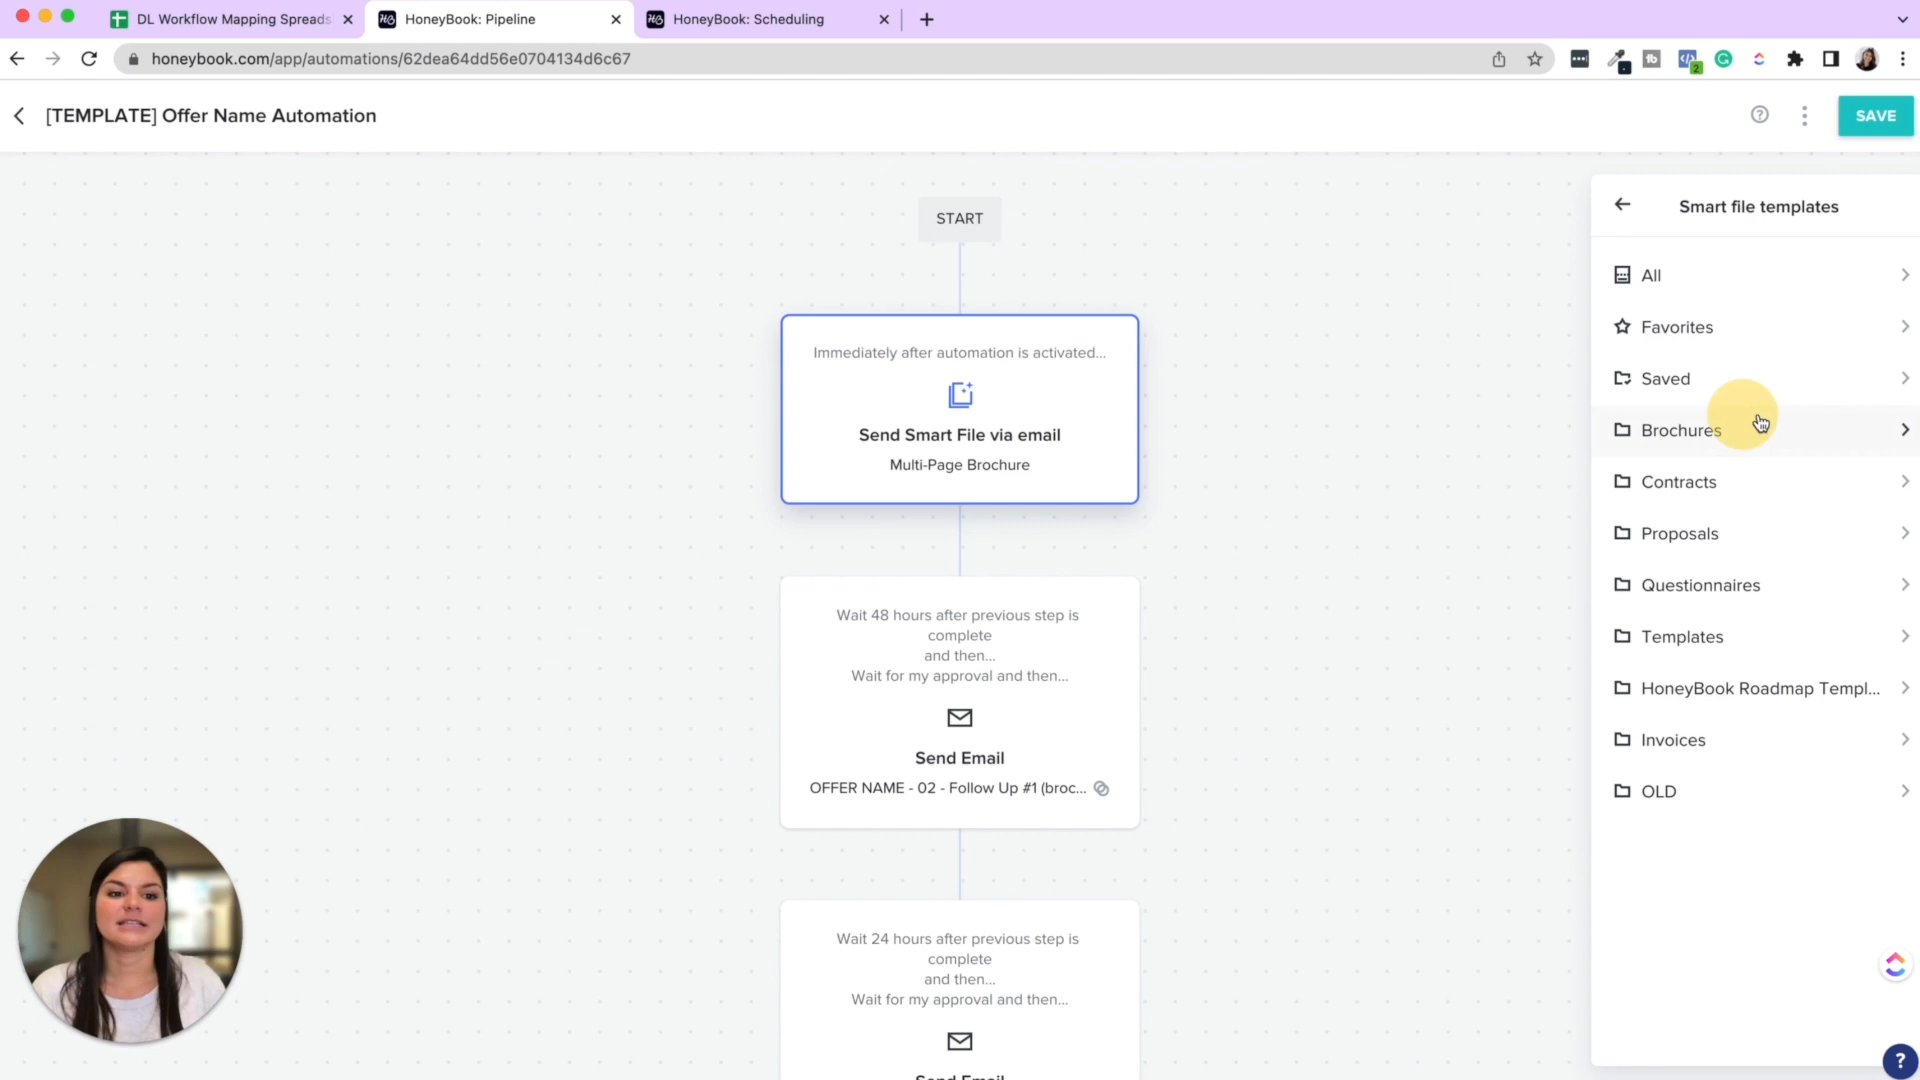 DL Workflow Mapping Spreads
HoneyBook: Pipeline
HoneyBook: Scheduling
honeybook.com/app/automations/62dea64dd56e0704134d6c67
2
[TEMPLATE] Offer Name Automation
SAVE
START
Immediately after automation is activated...
Send Smart File via email
Multi-Page Brochure
Wait 48 hours after previous step is
complete
and then...
Wait for my approval and then...
Send Email
OFFER NAME - 02 - Follow Up #1 (broc...
Wait 24 hours after previous step is
complete
and then...
Wait for my approval and then...
Send Email
Smart file templates
All
Favorites
Saved
Brochures
Contracts
Proposals
Questionnaires
Templates
HoneyBook Roadmap Templ...
Invoices
OLD
?